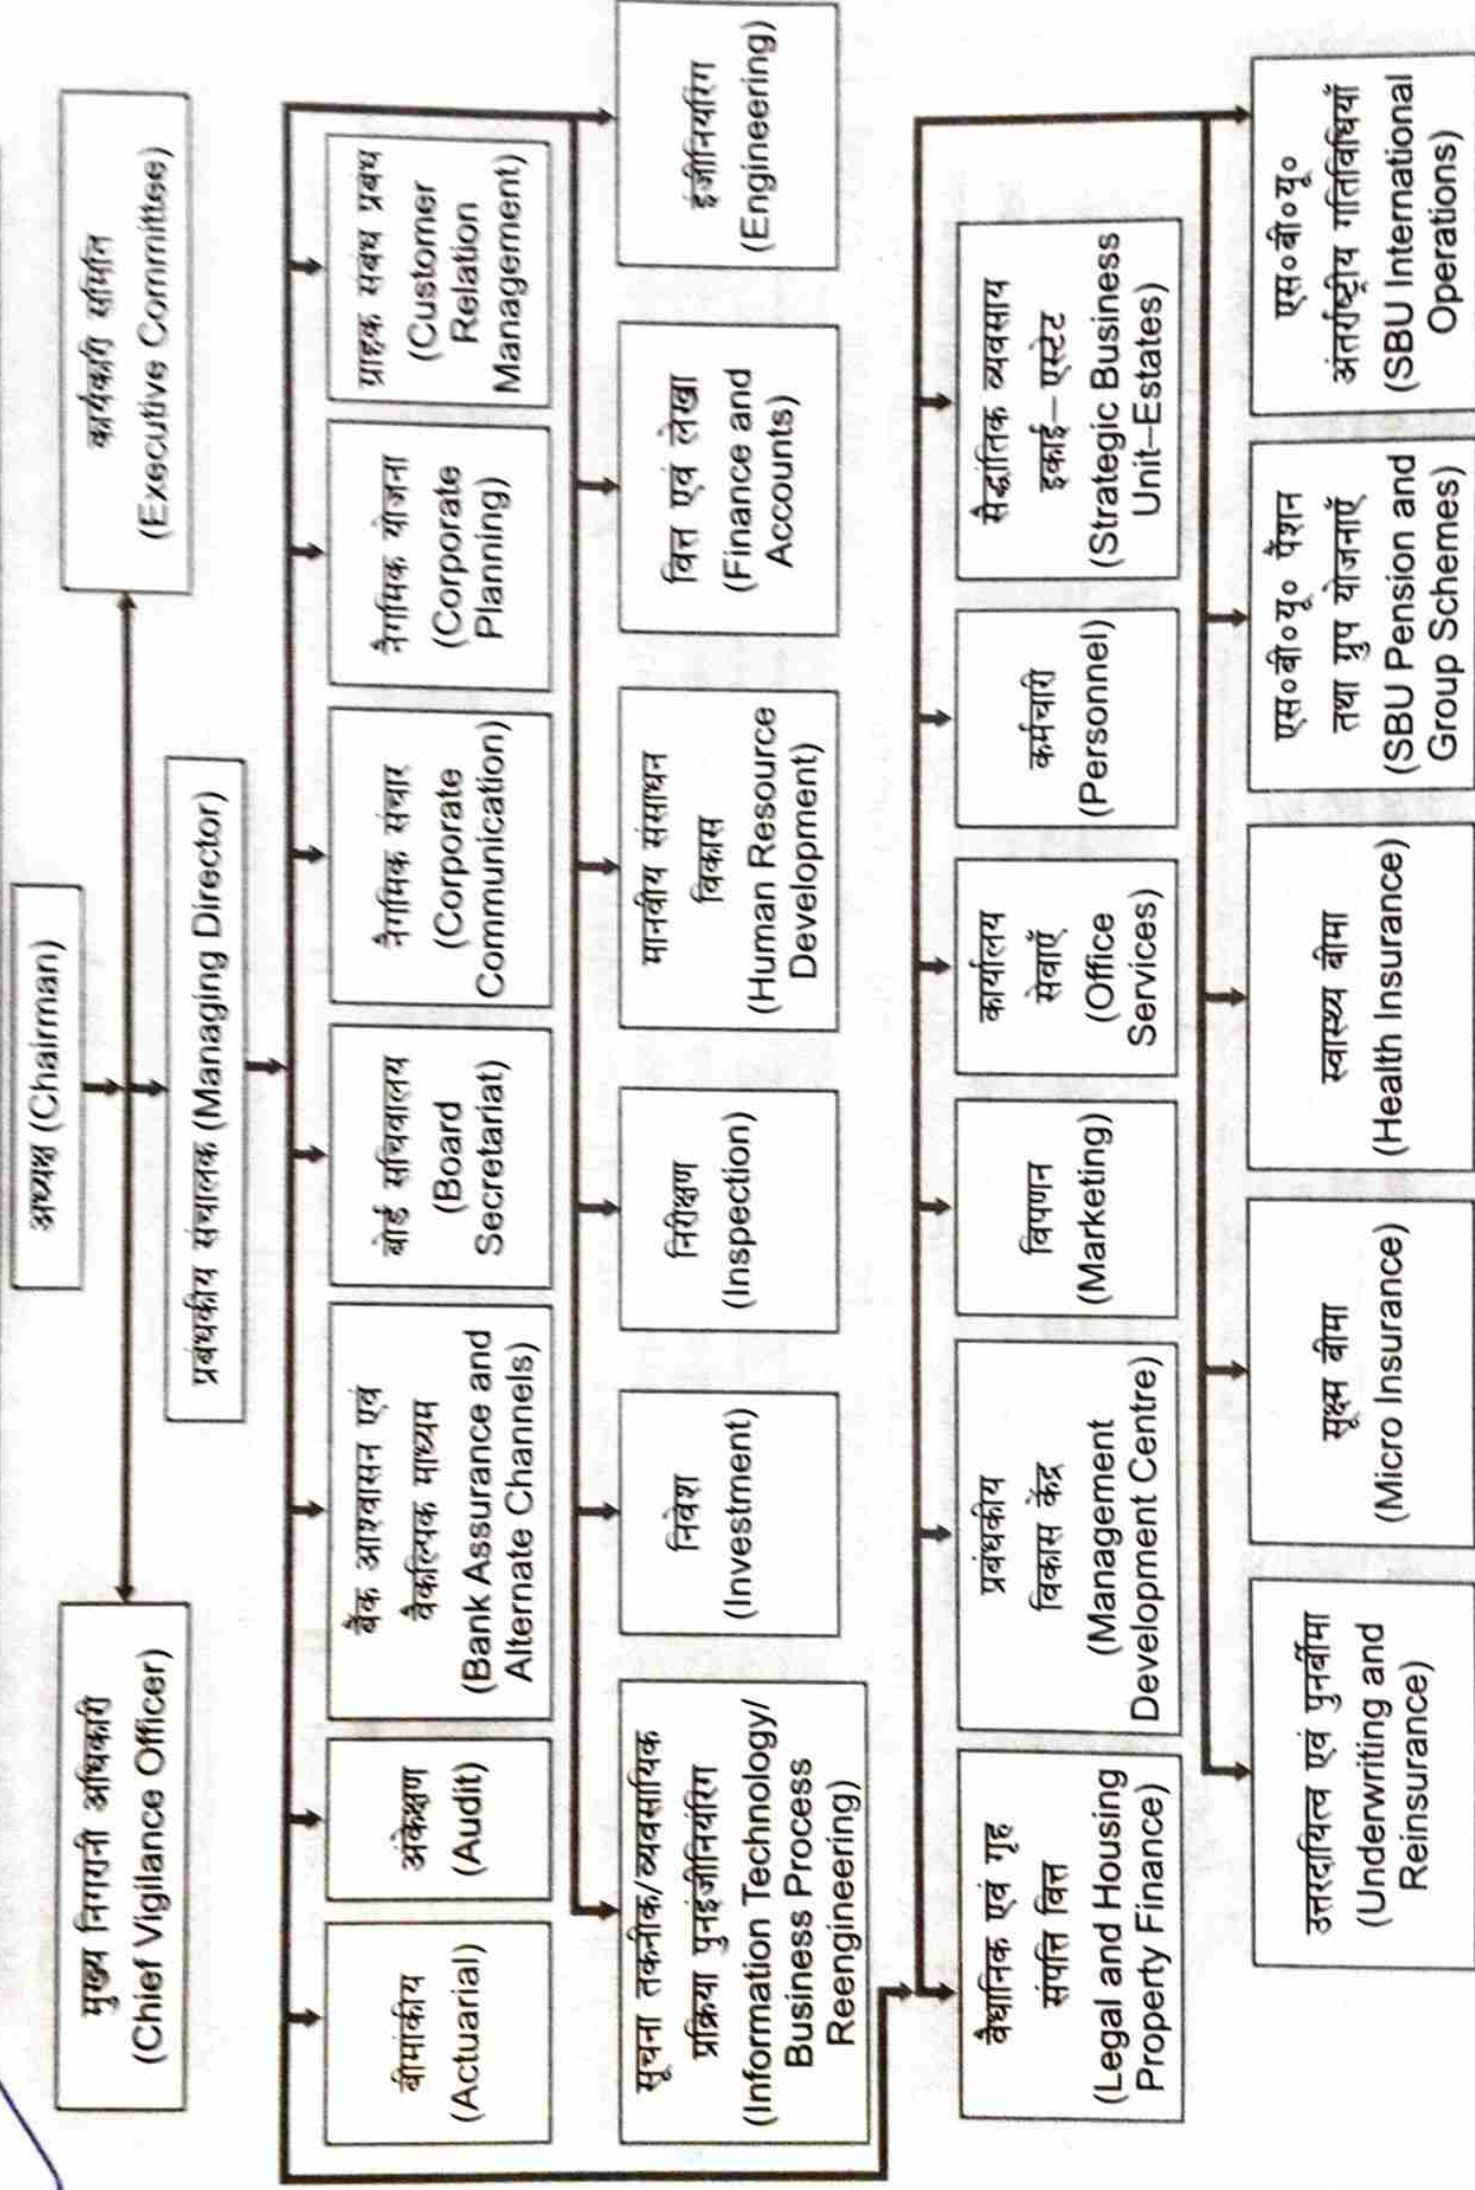 अध्यक्ष (Chairman)
मुख्य निगरानी अधिकारी
(Chief Vigilance Officer)
कार्यकारी समिति
(Executive Committee)
प्रबंधकीय संचालक (Managing Director)
बीमांकीय
(Actuarial)
अंकेक्षण
(Audit)
बैंक आश्वासन एवं
वैकल्पिक माध्यम
(Bank Assurance and
Alternate Channels)
बोर्ड सचिवालय
(Board
Secretariat)
नैगमिक संचार
(Corporate
Communication)
नैगमिक योजना
(Corporate
Planning)
ग्राहक संबंध प्रबंध
(Customer
Relation
Management)
सूचना तकनीक/व्यवसायिक
प्रक्रिया पुनइंजीनियरिंग
(Information Technology/
Business Process
Reengineering)
निवेश
(Investment)
निरीक्षण
(Inspection)
मानवीय संसाधन
विकास
(Human Resource
Development)
वित्त एवं लेखा
(Finance and
Accounts)
इंजीनियरिंग
(Engineering)
वैधानिक एवं गृह
संपत्ति वित्त
(Legal and Housing
Property Finance)
प्रबंधकीय
विकास केंद्र
(Management
Development Centre)
विपणन
(Marketing)
कार्यालय
सेवाएँ
(Office
Services)
कर्मचारी
(Personnel)
सैद्धांतिक व्यवसाय
इकाई–एस्टेट
(Strategic Business
Unit–Estates)
उत्तरदायित्व एवं पुनर्बीमा
(Underwriting and
Reinsurance)
सूक्ष्म बीमा
(Micro Insurance)
स्वास्थ्य बीमा
(Health Insurance)
एस०बी०यू० पेंशन
तथा ग्रुप योजनाएँ
(SBU Pension and
Group Schemes)
एस०बी०यू०
अंतर्राष्ट्रीय गतिविधियाँ
(SBU International
Operations)